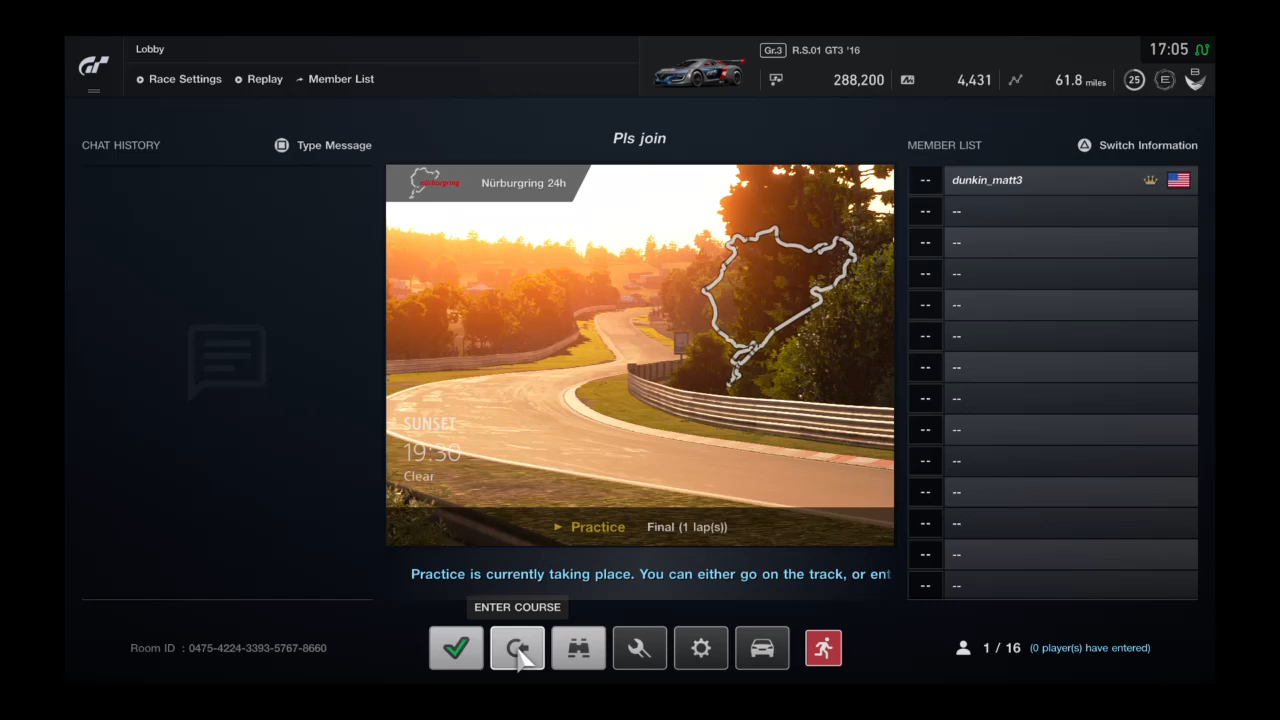 Lobby
Race Settings
Replay
Member List
Gr.3 R.S.01 GT3 '16
288,200
4,431
61.8 miles
25
E
B
17:05
CHAT HISTORY
Type Message
Pls join
MEMBER LIST
Switch Information
nürburgring
Nürburgring 24h
SUNSET
19:30
Clear
Practice Final (1 lap(s))
Practice is currently taking place. You can either go on the track, or ent
ENTER COURSE
-- dunkin_matt3
-- --
-- --
-- --
-- --
-- --
-- --
-- --
-- --
-- --
-- --
-- --
-- --
-- --
Room ID : 0475-4224-3393-5767-8660
1 / 16 (0 player(s) have entered)